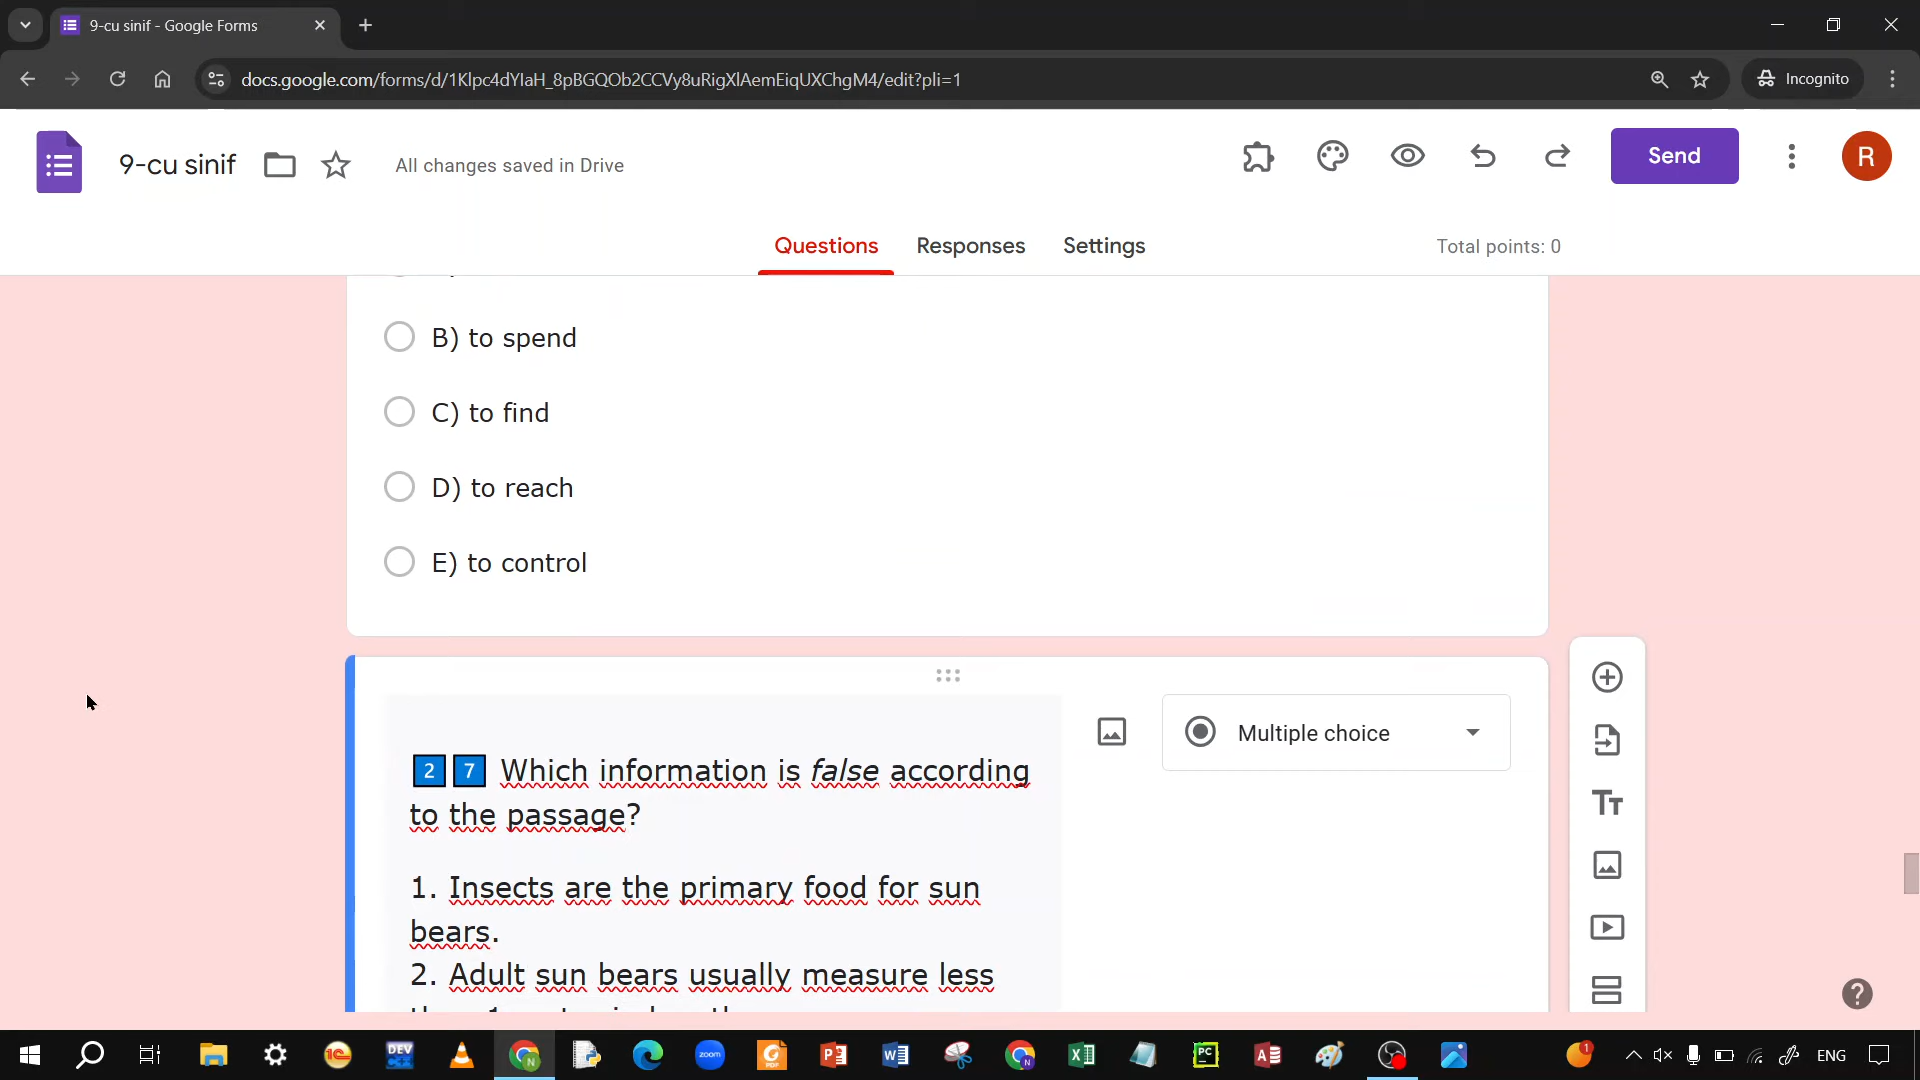 9-cu sinif - Google Forms
docs.google.com/forms/d/1Klpc4dYIaH_8pBGQOb2CCVy8uRigXlAemEiqUXChgM4/edit?pli=1
Incognito
9-cu sinif
All changes saved in Drive
Send
R
Questions
Responses
Settings
Total points: 0
B) to spend
C) to find
D) to reach
E) to control
Multiple choice
2 7 Which information is false according
to the passage?
1. Insects are the primary food for sun
bears.
2. Adult sun bears usually measure less
ENG